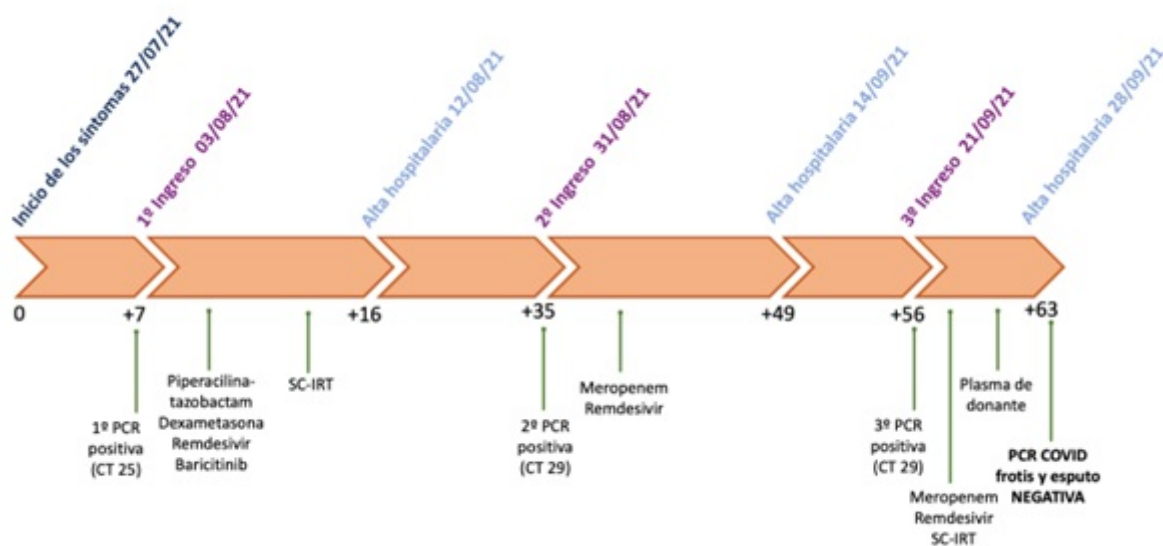 Inicio de los síntomas 27/07/21
1º Ingreso 03/08/21
Alta hospitalaria 12/08/21
2º Ingreso 31/08/21
Alta hospitalaria 14/09/21
3º Ingreso 21/09/21
Alta hospitalaria 28/09/21
0
+7
+16
+35
+49
+56
+63
1º PCR
positiva
(CT 25)
Piperacilina-
tazobactam
Dexametasona
Remdesivir
Baricitinib
SC-IRT
2º PCR
positiva
(CT 29)
Meropenem
Remdesivir
3º PCR
positiva
(CT 29)
Meropenem
Remdesivir
SC-IRT
Plasma de
donante
PCR COVID
frotis y esputo
NEGATIVA